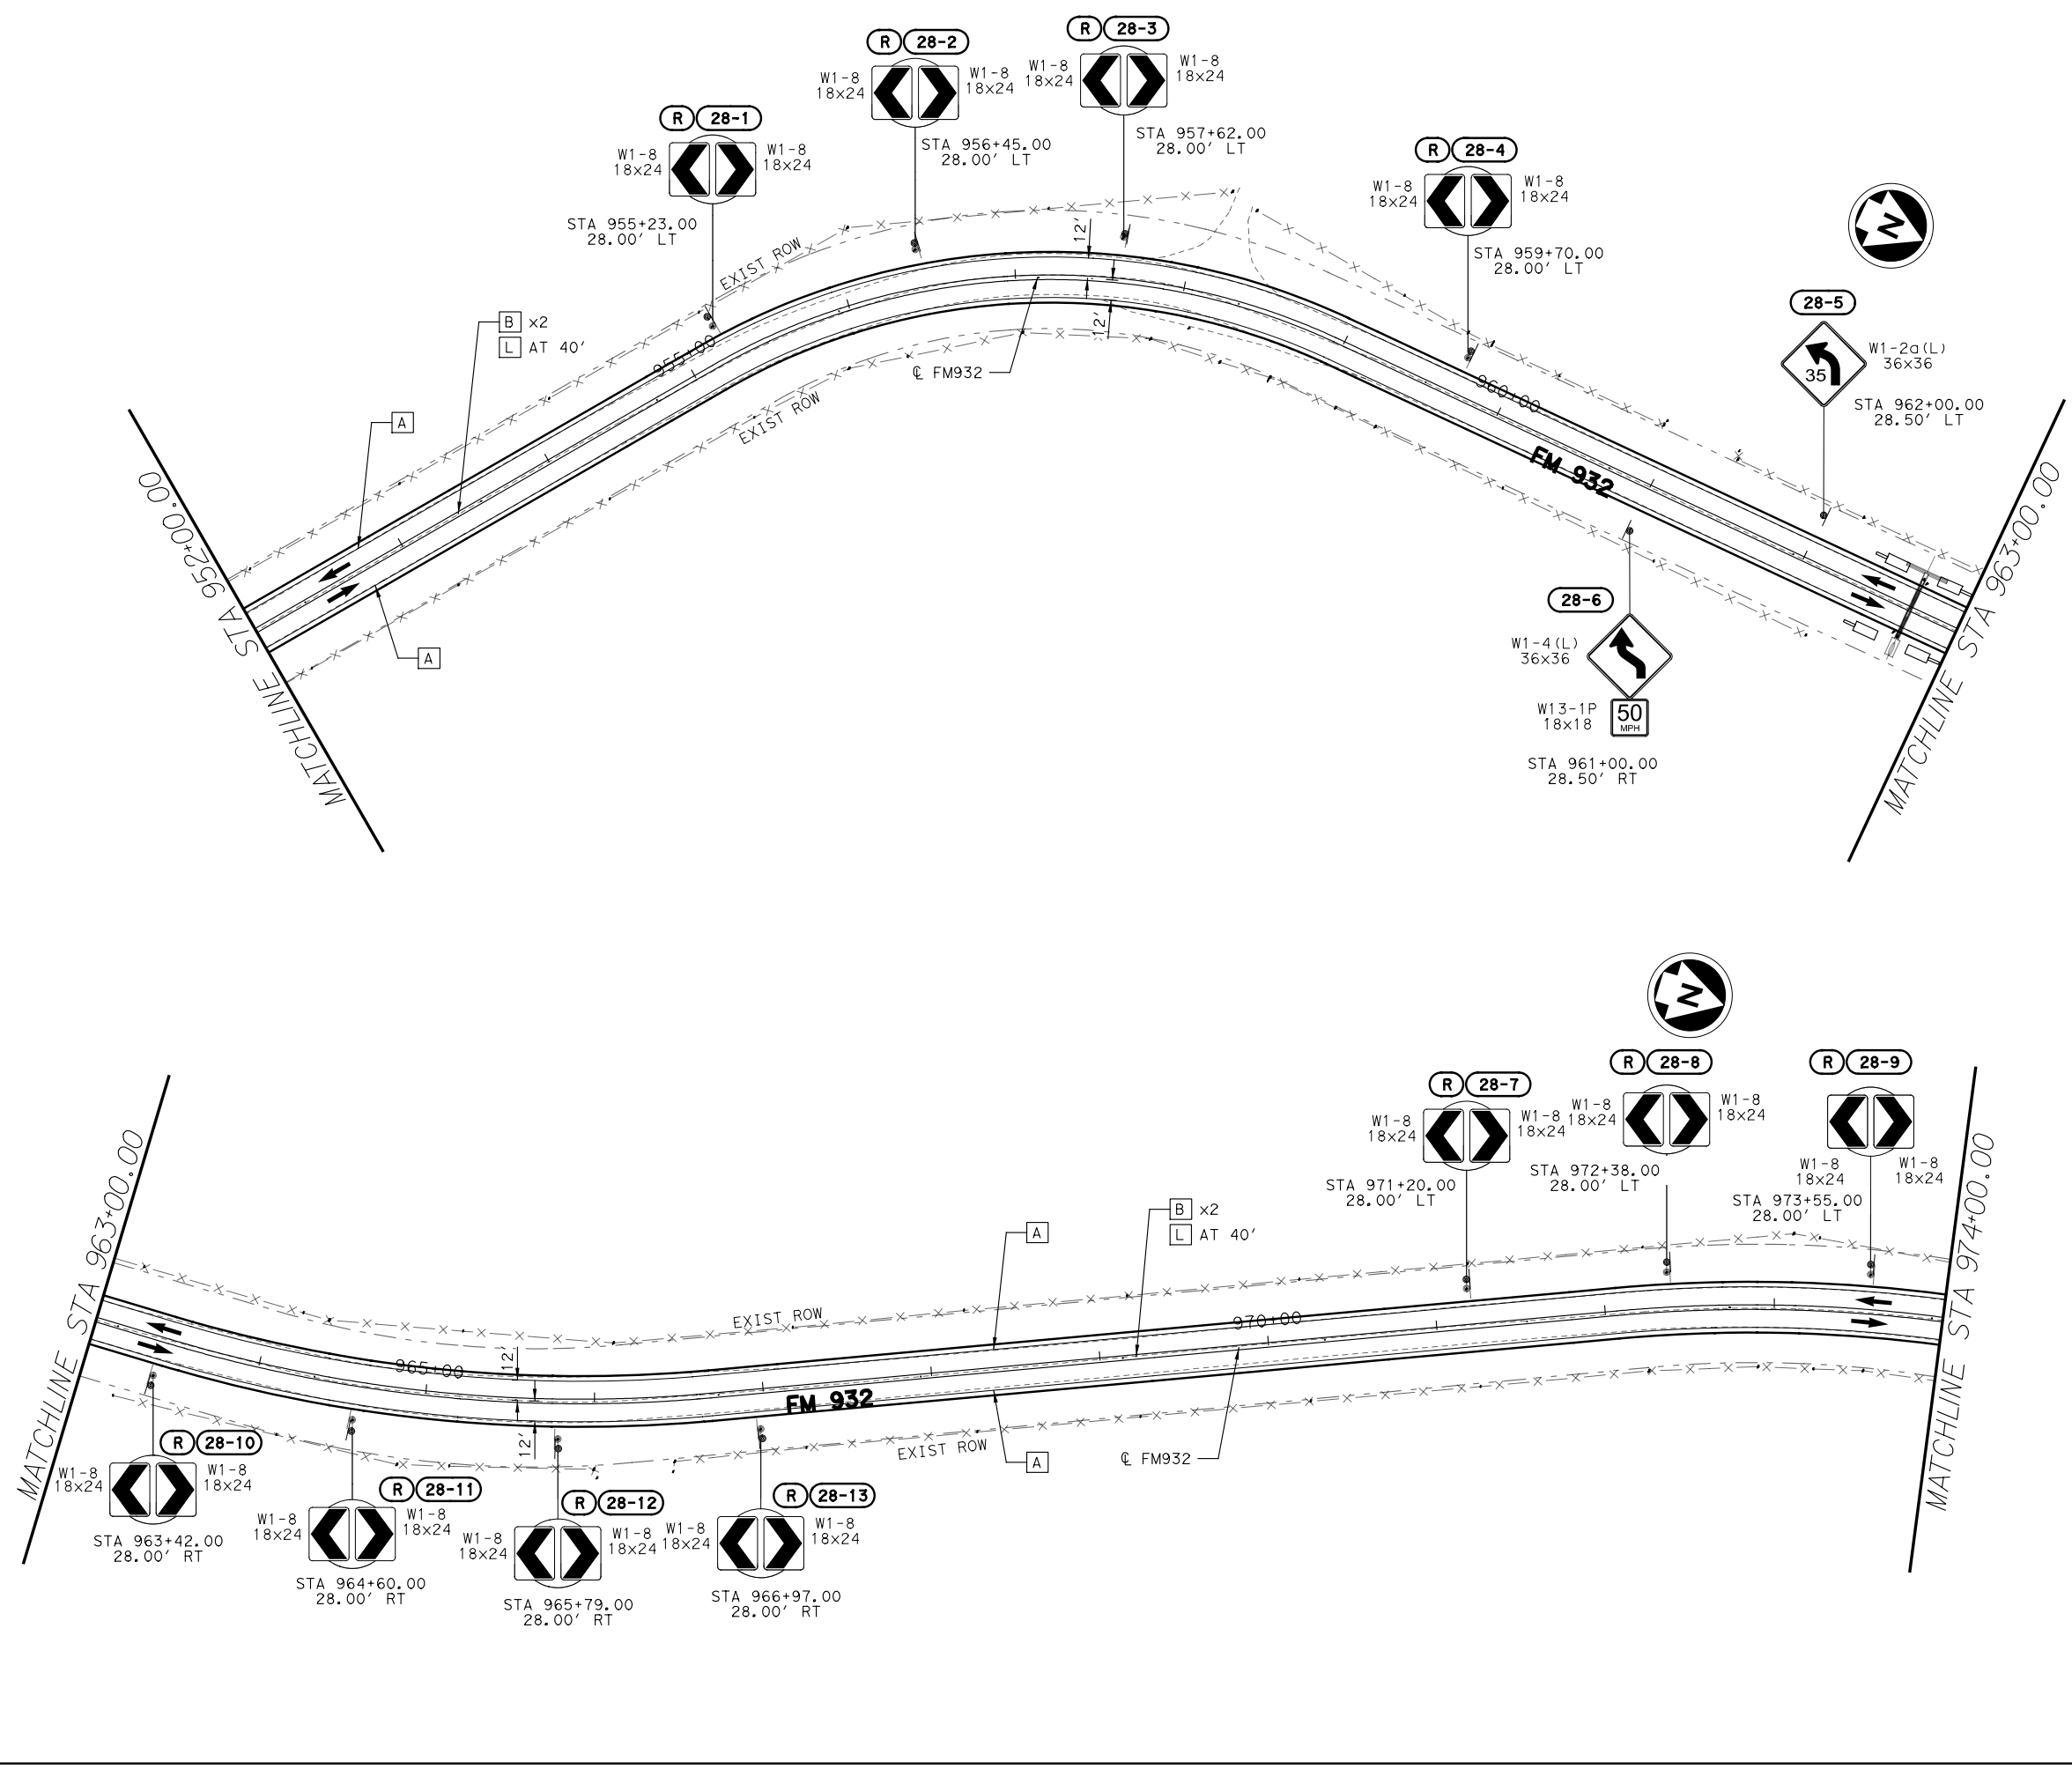 R 28-1
W1-8
18x24
W1-8
18x24
STA 955+23.00
28.00' LT
R 28-2
W1-8
18x24
W1-8
18x24
STA 956+45.00
28.00' LT
R 28-3
W1-8
18x24
W1-8
18x24
STA 957+62.00
28.00' LT
R 28-4
W1-8
18x24
W1-8
18x24
STA 959+70.00
28.00' LT
N
28-5
35
W1-2a(L)
36x36
STA 962+00.00
28.50' LT
EXIST ROW
12'
12'
B x2
L AT 40'
955+00
℄ FM932
960+00
EXIST ROW
A
A
FM 932
MATCHLINE STA 952+00.00
MATCHLINE STA 963+00.00
28-6
W1-4(L)
36x36
W13-1P
18x18
50
MPH
STA 961+00.00
28.50' RT
N
R 28-7
W1-8
18x24
W1-8
18x24
STA 971+20.00
28.00' LT
R 28-8
W1-8
18x24
W1-8
18x24
STA 972+38.00
28.00' LT
R 28-9
W1-8
18x24
W1-8
18x24
STA 973+55.00
28.00' LT
MATCHLINE STA 963+00.00
MATCHLINE STA 974+00.00
A
B x2
L AT 40'
EXIST ROW
970+00
965+00
12'
12'
FM 932
EXIST ROW
A
℄ FM932
R 28-10
W1-8
18x24
W1-8
18x24
STA 963+42.00
28.00' RT
R 28-11
W1-8
18x24
W1-8
18x24
STA 964+60.00
28.00' RT
R 28-12
W1-8
18x24
W1-8
18x24
STA 965+79.00
28.00' RT
R 28-13
W1-8
18x24
W1-8
18x24
STA 966+97.00
28.00' RT